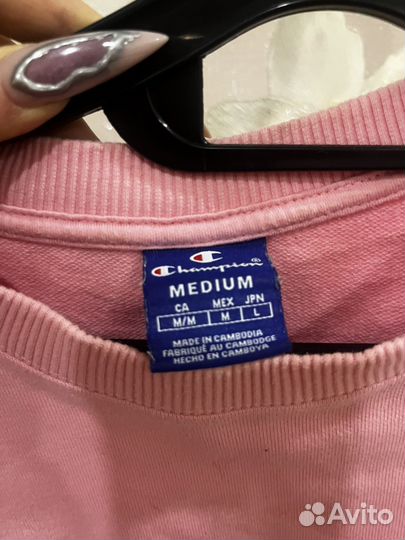 Champion®
MEDIUM
CA MEX JPN
M/M M L
MADE IN CAMBODIA
FABRIQUÉ AU CAMBODGE
HECHO EN CAMBOYA
Avito